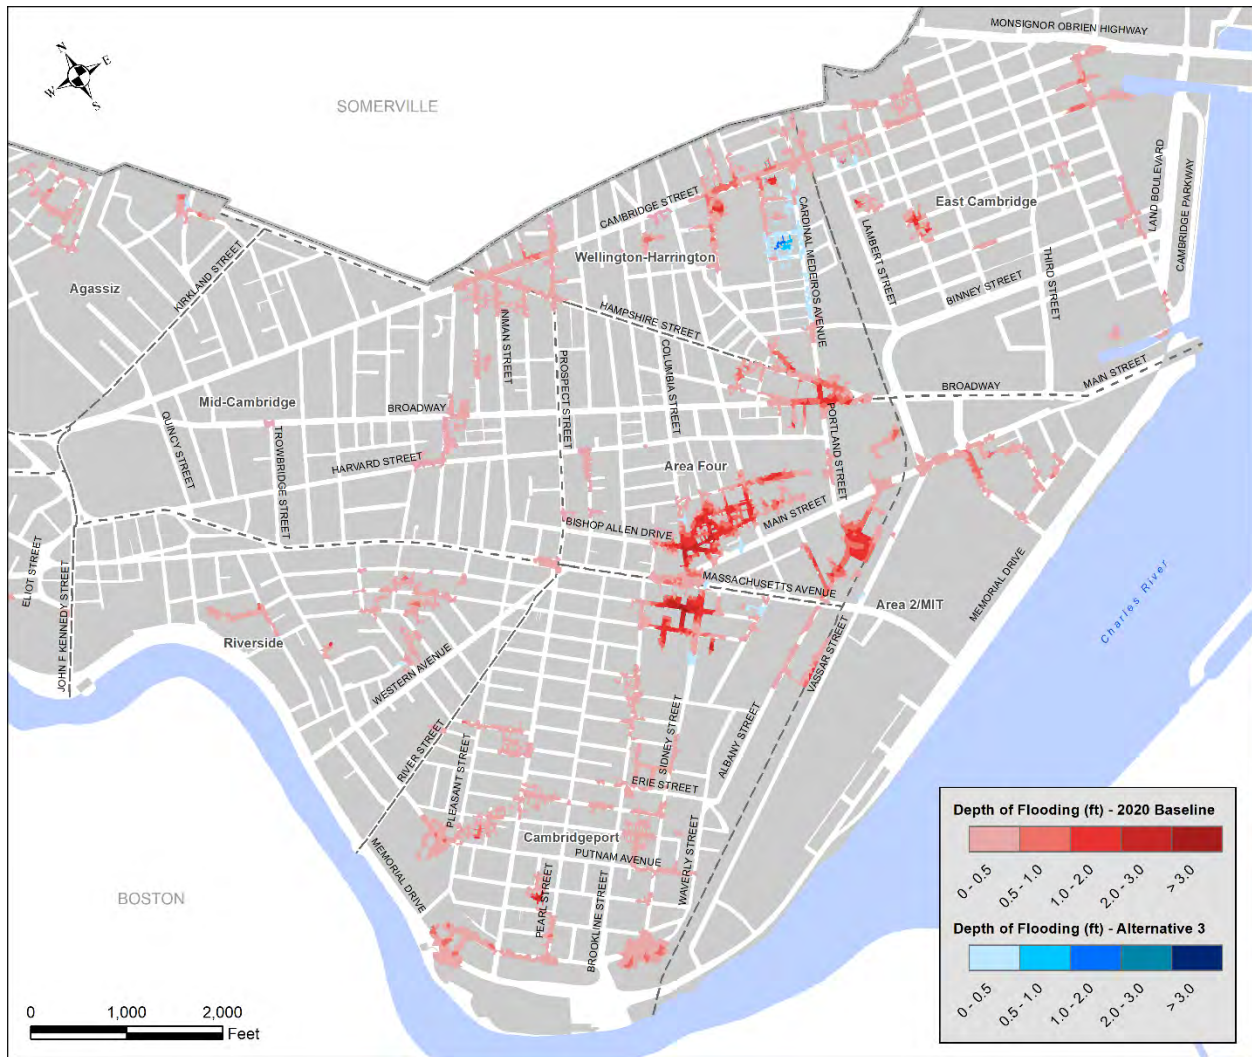 MONSIGNOR OBRIEN HIGHWAY
N
E
W
S
SOMERVILLE
LAND BOULEVARD
CAMBRIDGE PARKWAY
CAMBRIDGE STREET
East Cambridge
CARDINAL MEDEIROS AVENUE
LAMBERT STREET
Wellington-Harrington
KIRKLAND STREET
Agassiz
THIRD STREET
BINNEY STREET
HAMPSHIRE STREET
INMAN STREET
PROSPECT STREET
COLUMBIA STREET
MAIN STREET
BROADWAY
Mid-Cambridge
BROADWAY
QUINCY STREET
TROWBRIDGE STREET
HARVARD STREET
PORTLAND STREET
Area Four
BISHOP ALLEN DRIVE
MAIN STREET
ELIOT STREET
JOHN F KENNEDY STREET
MASSACHUSETTS AVENUE
Area 2/MIT
MEMORIAL DRIVE
Charles River
Riverside
WESTERN AVENUE
VASSAR STREET
RIVER STREET
PLEASANT STREET
SIDNEY STREET
ALBANY STREET
ERIE STREET
Cambridgeport
PUTNAM AVENUE
MEMORIAL DRIVE
WAVERLY STREET
PEARL STREET
BROOKLINE STREET
BOSTON
Depth of Flooding (ft) - 2020 Baseline
0 - 0.5
0.5 - 1.0
1.0 - 2.0
2.0 - 3.0
> 3.0
Depth of Flooding (ft) - Alternative 3
0 - 0.5
0.5 - 1.0
1.0 - 2.0
2.0 - 3.0
> 3.0
0 1,000 2,000
Feet